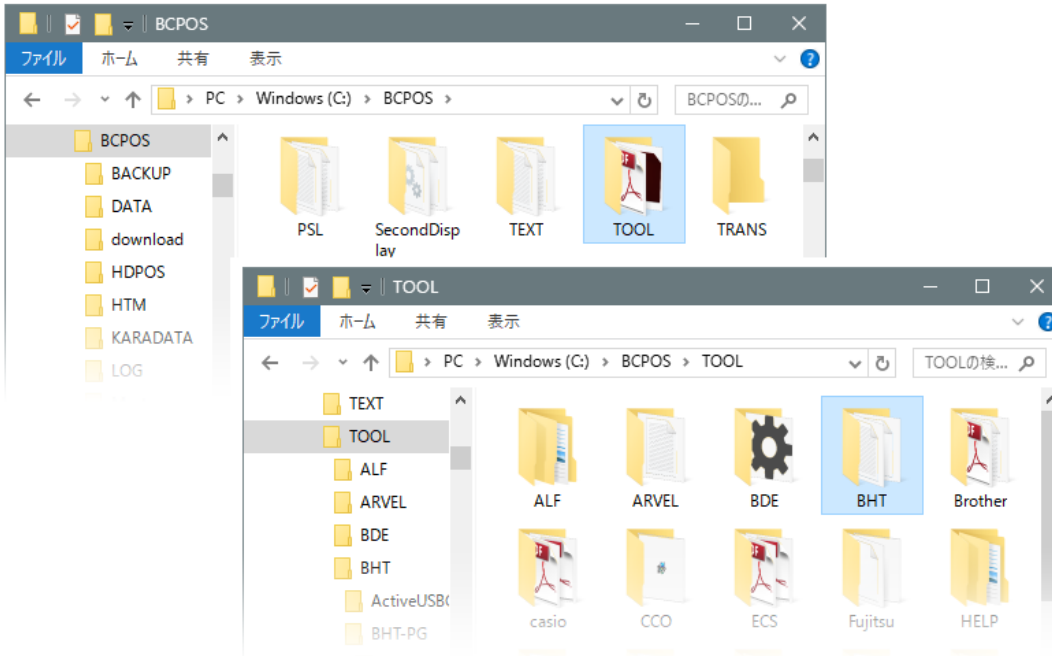 BCPOS
ファイル ホーム 共有 表示
PC > Windows (C:) > BCPOS >
BCPOSの...
BCPOS
BACKUP
DATA
download
HDPOS
HTM
KARADATA
LOG
PSL
SecondDisp
lay
TEXT
TOOL
TRANS
TOOL
ファイル ホーム 共有 表示
PC > Windows (C:) > BCPOS > TOOL
TOOLの検...
TEXT
TOOL
ALF
ARVEL
BDE
BHT
ActiveUSB
BHT-PG
ALF
ARVEL
BDE
BHT
Brother
casio
CCO
ECS
Fujitsu
HELP